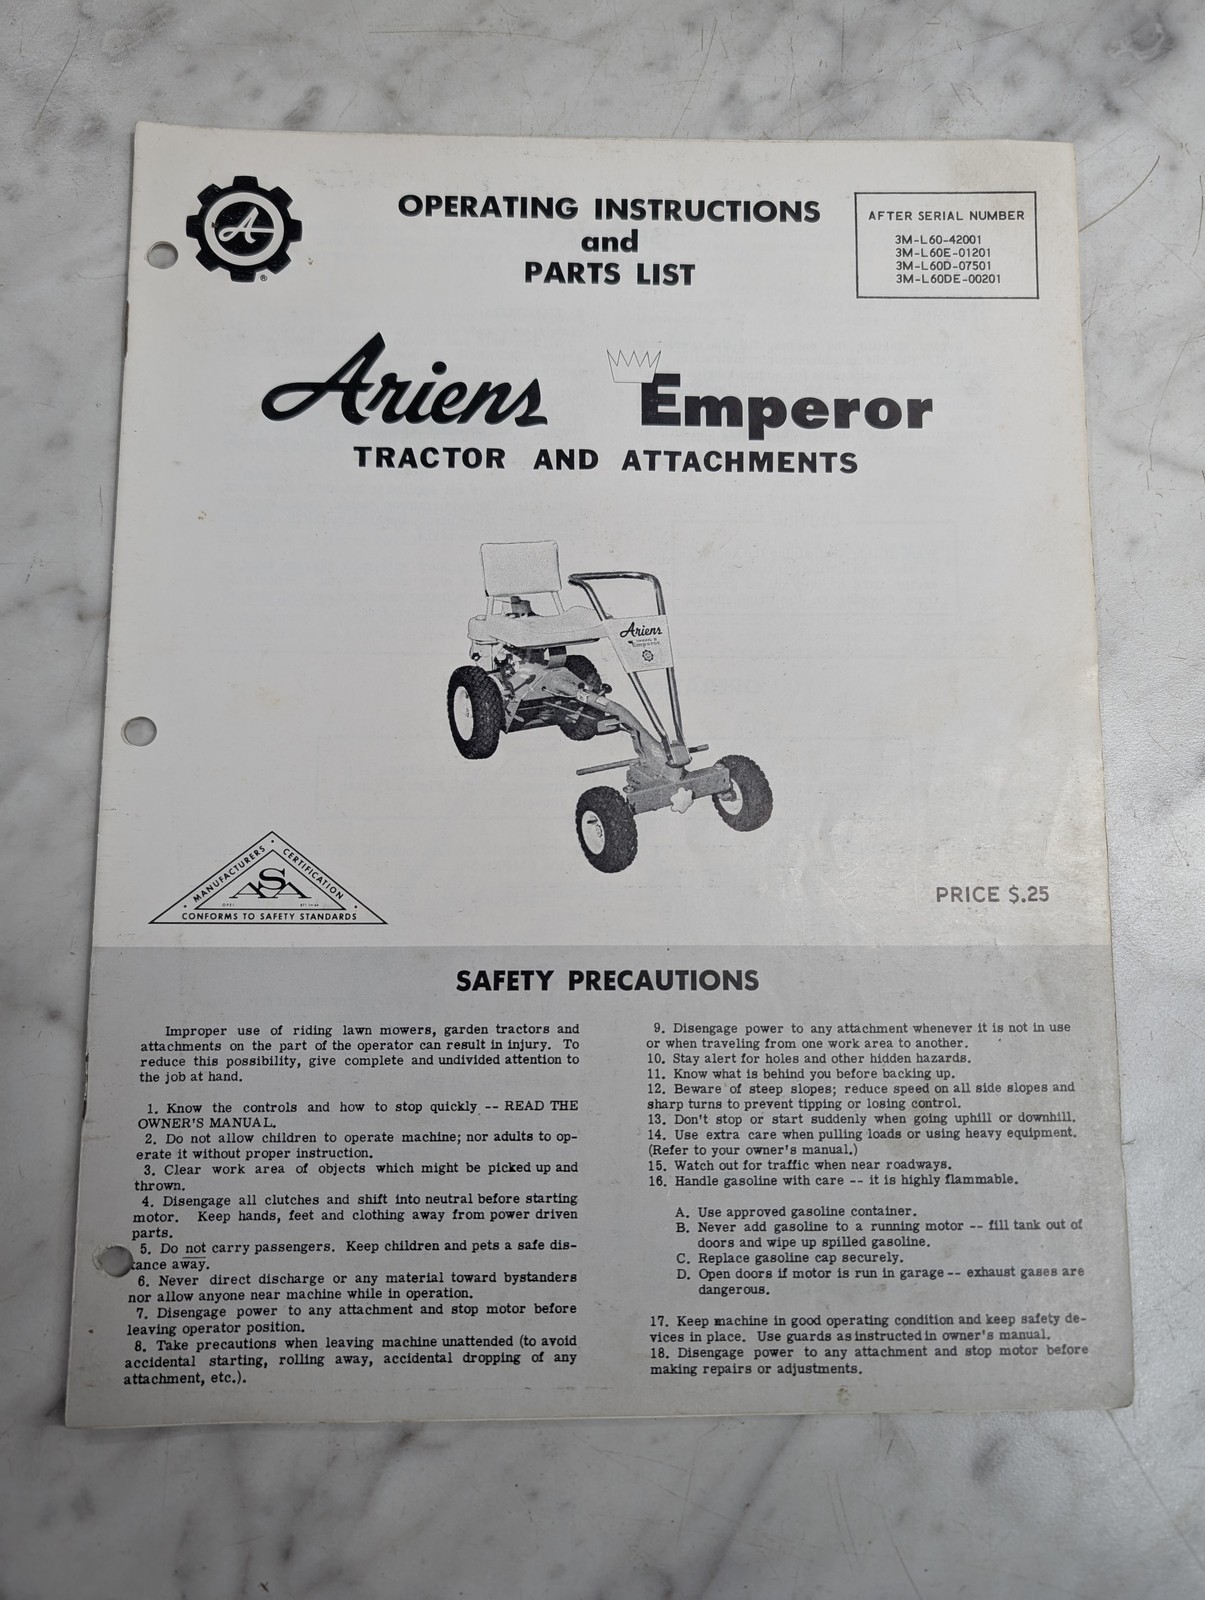 OPERATING INSTRUCTIONS
and
PARTS LIST
AFTER SERIAL NUMBER
3M-L60-42001
3M-L60E-01201
3M-L60D-07501
3M-L60DE-00201
A
®
Ariens Emperor
TRACTOR AND ATTACHMENTS
Ariens
Emperor
MANUFACTURERS • CERTIFICATION
ASA
CONFORMS TO SAFETY STANDARDS
PRICE $.25
SAFETY PRECAUTIONS
Improper use of riding lawn mowers, garden tractors and
attachments on the part of the operator can result in injury. To
reduce this possibility, give complete and undivided attention to
the job at hand.
1. Know the controls and how to stop quickly -- READ THE
OWNER'S MANUAL.
2. Do not allow children to operate machine; nor adults to op-
erate it without proper instruction.
3. Clear work area of objects which might be picked up and
thrown.
4. Disengage all clutches and shift into neutral before starting
motor. Keep hands, feet and clothing away from power driven
parts.
5. Do not carry passengers. Keep children and pets a safe dis-
tance away.
6. Never direct discharge or any material toward bystanders
nor allow anyone near machine while in operation.
7. Disengage power to any attachment and stop motor before
leaving operator position.
8. Take precautions when leaving machine unattended (to avoid
accidental starting, rolling away, accidental dropping of any
attachment, etc.).
9. Disengage power to any attachment whenever it is not in use
or when traveling from one work area to another.
10. Stay alert for holes and other hidden hazards.
11. Know what is behind you before backing up.
12. Beware of steep slopes; reduce speed on all side slopes and
sharp turns to prevent tipping or losing control.
13. Don't stop or start suddenly when going uphill or downhill.
14. Use extra care when pulling loads or using heavy equipment.
(Refer to your owner's manual.)
15. Watch out for traffic when near roadways.
16. Handle gasoline with care -- it is highly flammable.
A. Use approved gasoline container.
B. Never add gasoline to a running motor -- fill tank out of
doors and wipe up spilled gasoline.
C. Replace gasoline cap securely.
D. Open doors if motor is run in garage -- exhaust gases are
dangerous.
17. Keep machine in good operating condition and keep safety de-
vices in place. Use guards as instructed in owner's manual.
18. Disengage power to any attachment and stop motor before
making repairs or adjustments.